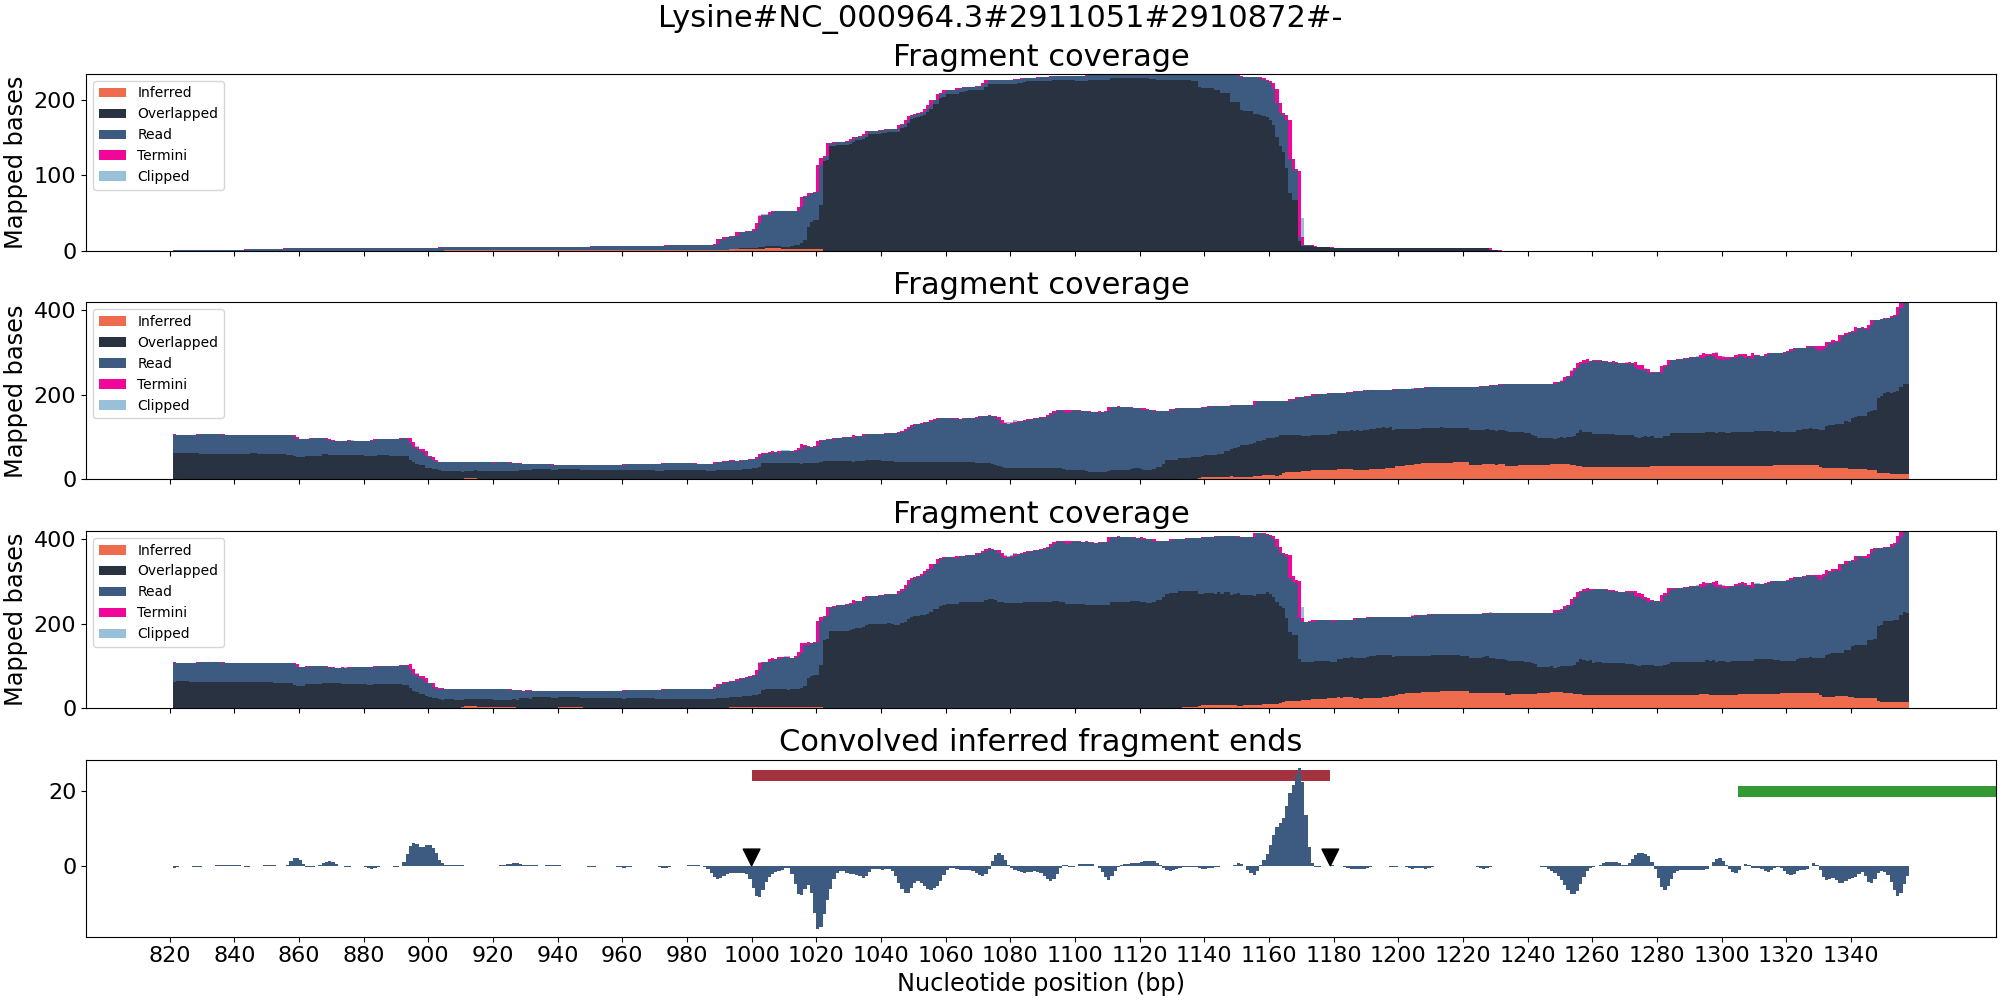 Lysine#NC_000964.3#2911051#2910872#-
Fragment coverage
Mapped bases
200
100
0
Inferred
Overlapped
Read
Termini
Clipped
Fragment coverage
Mapped bases
400
200
0
Inferred
Overlapped
Read
Termini
Clipped
Fragment coverage
Mapped bases
400
200
0
Inferred
Overlapped
Read
Termini
Clipped
Convolved inferred fragment ends
20
0
820 840 860 880 900 920 940 960 980 1000 1020 1040 1060 1080 1100 1120 1140 1160 1180 1200 1220 1240 1260 1280 1300 1320 1340
Nucleotide position (bp)